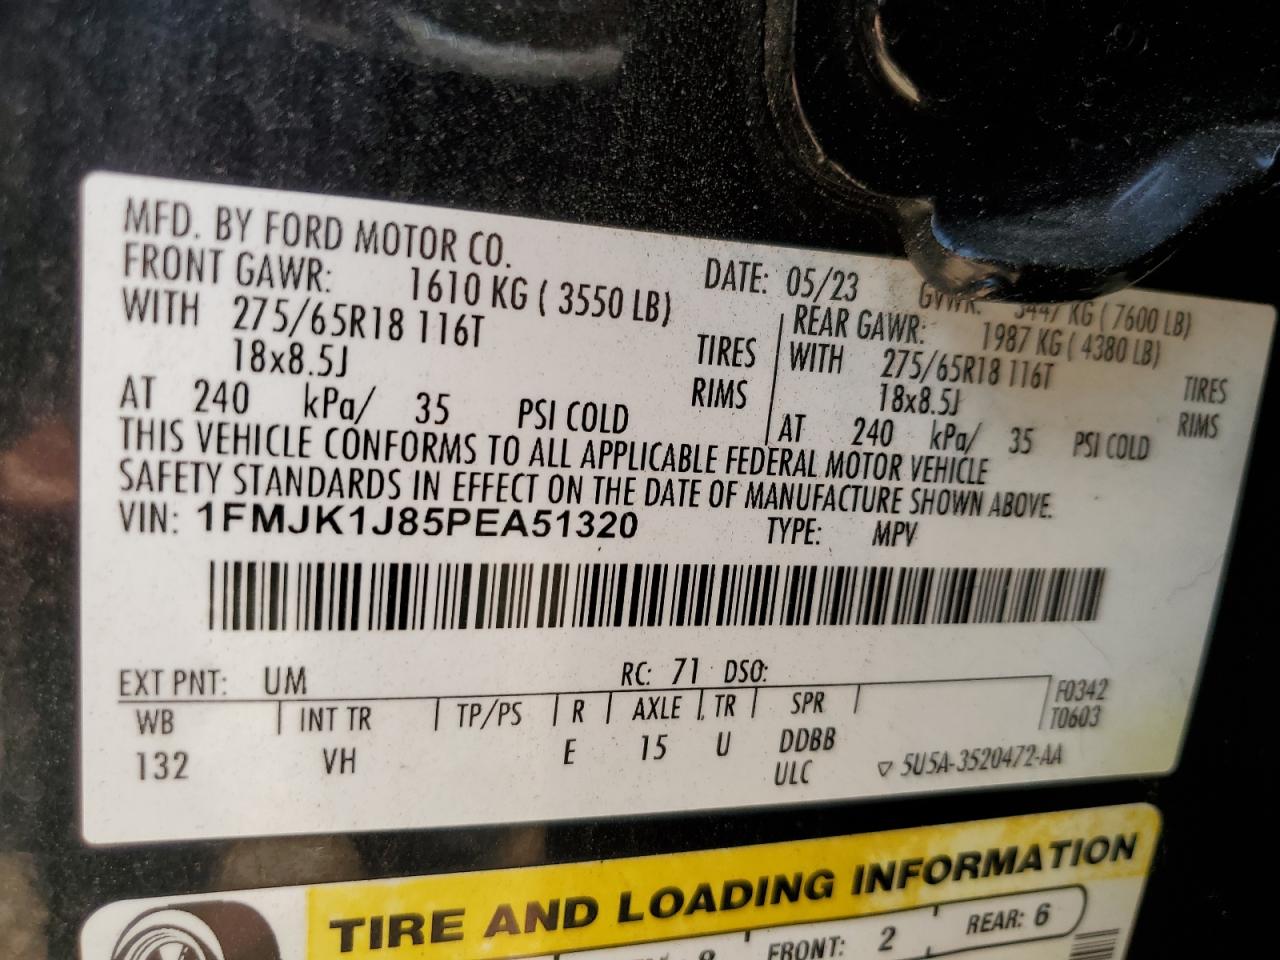 MFD. BY FORD MOTOR CO.
DATE: 05/23 GVWR: 3447 KG ( 7600 LB)
FRONT GAWR: 1610 KG ( 3550 LB)
REAR GAWR: 1987 KG ( 4380 LB)
WITH 275/65R18 116T TIRES
WITH 275/65R18 116T TIRES
18x8.5J RIMS
18x8.5J RIMS
AT 240 kPa/ 35 PSI COLD
AT 240 kPa/ 35 PSI COLD
THIS VEHICLE CONFORMS TO ALL APPLICABLE FEDERAL MOTOR VEHICLE
SAFETY STANDARDS IN EFFECT ON THE DATE OF MANUFACTURE SHOWN ABOVE.
VIN: 1FMJK1J85PEA51320 TYPE: MPV
EXT PNT: UM RC: 71 DSO:
WB INT TR TP/PS R AXLE TR SPR
F0342
T0603
132 VH E 15 U DDBB
ULC ▽ 5U5A-3520472-AA
TIRE AND LOADING INFORMATION
FRONT: 2 REAR: 6